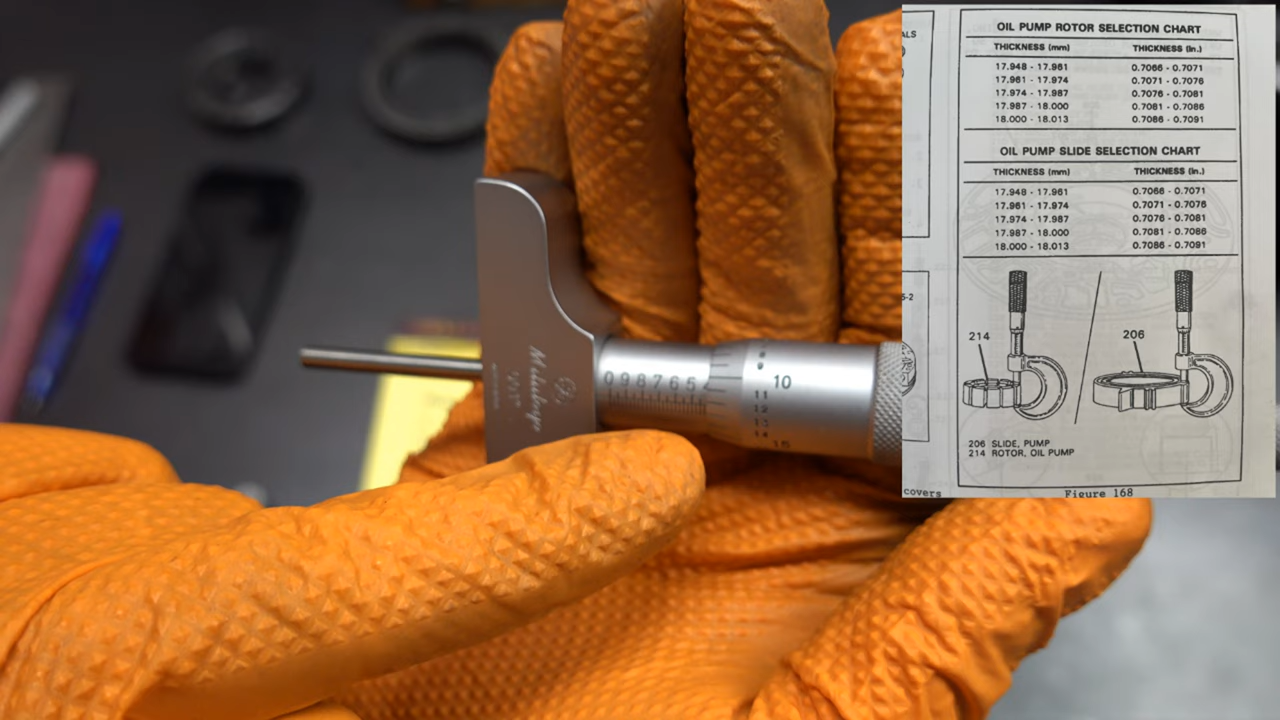 Mitutoyo
0 9 8 7 6 5
10
11
12
13
14
15
ALS
OIL PUMP ROTOR SELECTION CHART
THICKNESS (mm) THICKNESS (in.)
17.948 - 17.961 0.7066 - 0.7071
17.961 - 17.974 0.7071 - 0.7076
17.974 - 17.987 0.7076 - 0.7081
17.987 - 18.000 0.7081 - 0.7086
18.000 - 18.013 0.7086 - 0.7091
OIL PUMP SLIDE SELECTION CHART
THICKNESS (mm) THICKNESS (in.)
17.948 - 17.961 0.7066 - 0.7071
17.961 - 17.974 0.7071 - 0.7076
17.974 - 17.987 0.7076 - 0.7081
17.987 - 18.000 0.7081 - 0.7086
18.000 - 18.013 0.7086 - 0.7091
214 206
206 SLIDE, PUMP
214 ROTOR, OIL PUMP
covers
Figure 168